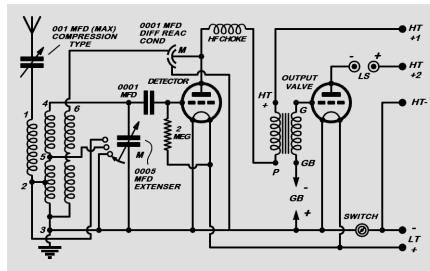 001 MFD (MAX)
COMPRESSION
TYPE
0001 MFD
DIFF REAC
COND
M
HF CHOKE
HT
+1
- +
LS
HT
+2
HT-
DETECTOR
0001
MFD
OUTPUT
VALVE
HT
+
G
4
6
1
5
2
3
M
2
MEG
0005
MFD
EXTENSER
P
GB
-
GB
+
SWITCH
-
LT
+